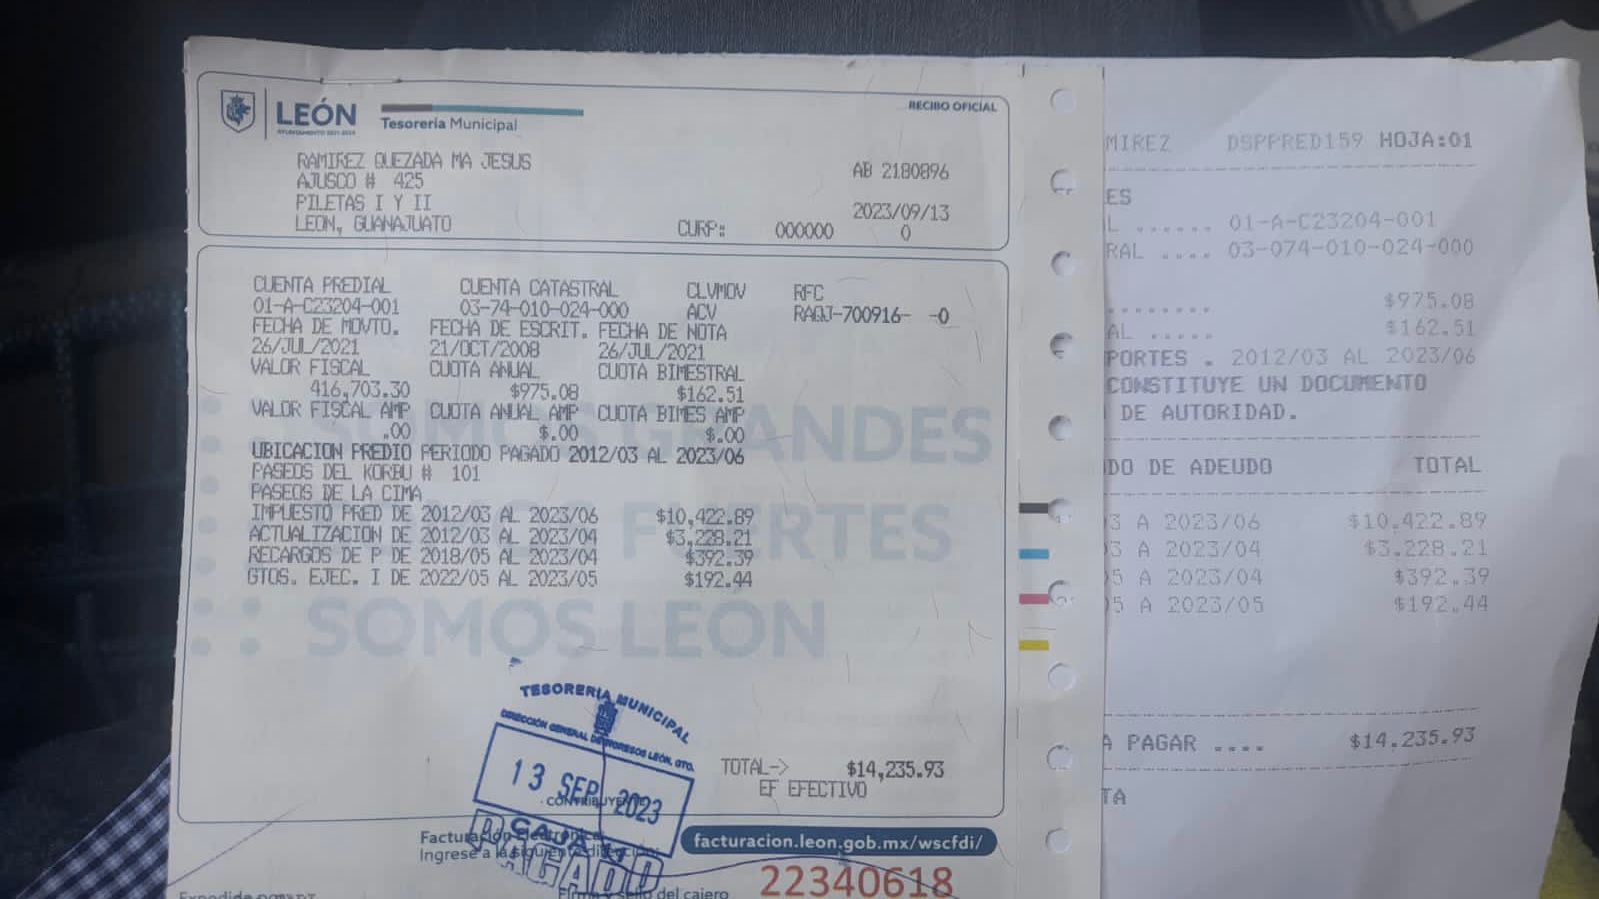 LEÓN
AYUNTAMIENTO 2021-2024
Tesorería Municipal
RECIBO OFICIAL
RAMIREZ QUEZADA MA JESUS
AJUSCO # 425
PILETAS I Y II
LEON, GUANAJUATO
AB 2180896
2023/09/13
CURP: 000000 0
CUENTA PREDIAL CUENTA CATASTRAL CLVMOV RFC
01-A-C23204-001 03-74-010-024-000 ACV RAQJ-700916- -0
FECHA DE MOVTO. FECHA DE ESCRIT. FECHA DE NOTA
26/JUL/2021 21/OCT/2008 26/JUL/2021
VALOR FISCAL CUOTA ANUAL CUOTA BIMESTRAL
416,703.30 $975.08 $162.51
VALOR FISCAL AMP CUOTA ANUAL AMP CUOTA BIMES AMP
.00 $.00 $.00
UBICACION PREDIO PERIODO PAGADO 2012/03 AL 2023/06
PASEOS DEL KORBU # 101
PASEOS DE LA CIMA
IMPUESTO PRED DE 2012/03 AL 2023/06 $10,422.89
ACTUALIZACION DE 2012/03 AL 2023/04 $3,228.21
RECARGOS DE P DE 2018/05 AL 2023/04 $392.39
GTOS. EJEC. I DE 2022/05 AL 2023/05 $192.44
SOMOS GRANDES
SOMOS FUERTES
SOMOS LEÓN
TESORERÍA MUNICIPAL
DIRECCIÓN GENERAL DE INGRESOS LEÓN, GTO.
13 SEP 2023
CONTRIBUYENTE
CAJA
PAGADO
TOTAL-> $14,235.93
EF EFECTIVO
Facturación Electrónica
Ingrese a la siguiente dirección:
facturacion.leon.gob.mx/wscfdi/
22340618
Firma y sello del cajero
MIREZ DSPPRED159 HOJA:01
ES
L ...... 01-A-C23204-001
RAL .... 03-074-010-024-000
........ $975.08
AL ..... $162.51
PORTES . 2012/03 AL 2023/06
CONSTITUYE UN DOCUMENTO
DE AUTORIDAD.
DO DE ADEUDO TOTAL
3 A 2023/06 $10,422.89
3 A 2023/04 $3,228.21
5 A 2023/04 $392.39
5 A 2023/05 $192.44
A PAGAR .... $14,235.93
TA